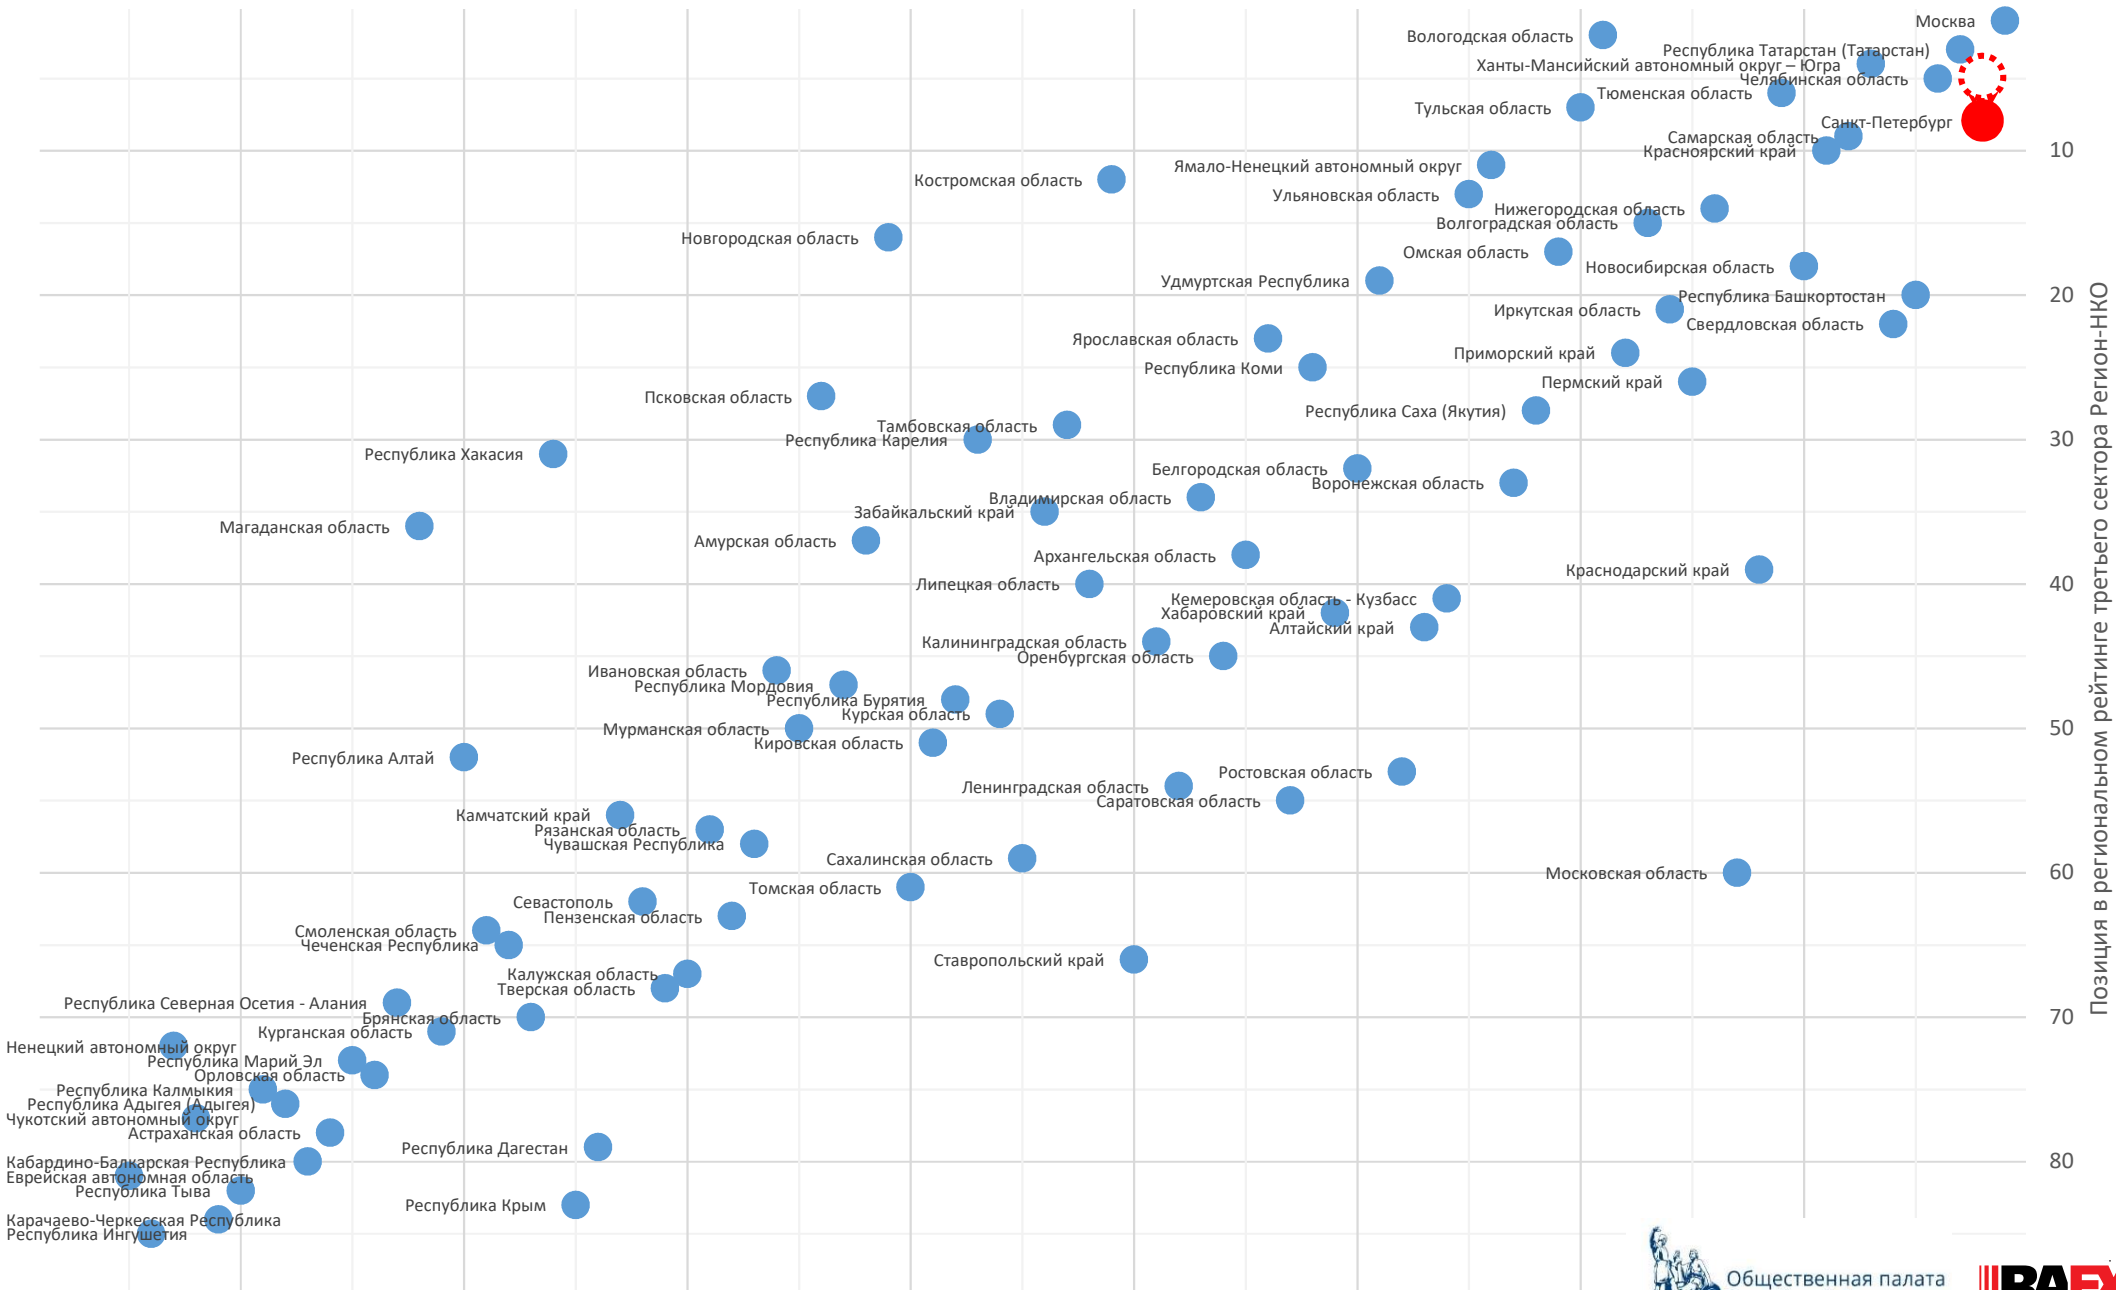 Москва
Вологодская область
Республика Татарстан (Татарстан)
Ханты-Мансийский автономный округ – Югра
Челябинская область
Тюменская область
Тульская область
Санкт-Петербург
Самарская область
Красноярский край
10
Ямало-Ненецкий автономный округ
Костромская область
Ульяновская область
Нижегородская область
Волгоградская область
Новгородская область
Омская область
Новосибирская область
Удмуртская Республика
Республика Башкортостан
20
Иркутская область
Свердловская область
Ярославская область
Приморский край
Республика Коми
Пермский край
Псковская область
Республика Саха (Якутия)
Тамбовская область
Республика Карелия
30
Республика Хакасия
Белгородская область
Воронежская область
Владимирская область
Забайкальский край
Магаданская область
Амурская область
Архангельская область
Краснодарский край
Липецкая область
40
Кемеровская область - Кузбасс
Хабаровский край
Алтайский край
Калининградская область
Оренбургская область
Ивановская область
Республика Мордовия
Республика Бурятия
Курская область
Мурманская область
50
Кировская область
Республика Алтай
Ростовская область
Ленинградская область
Саратовская область
Камчатский край
Рязанская область
Чувашская Республика
Сахалинская область
Московская область
60
Томская область
Севастополь
Пензенская область
Смоленская область
Чеченская Республика
Ставропольский край
Калужская область
Тверская область
Республика Северная Осетия - Алания
Брянская область
70
Курганская область
Ненецкий автономный округ
Республика Марий Эл
Орловская область
Республика Калмыкия
Республика Адыгея (Адыгея)
Чукотский автономный округ
Астраханская область
Республика Дагестан
Кабардино-Балкарская Республика
80
Еврейская автономная область
Республика Тыва
Республика Крым
Карачаево-Черкесская Республика
Республика Ингушетия
Позиция в региональном рейтинге третьего сектора Регион-НКО
Общественная палата